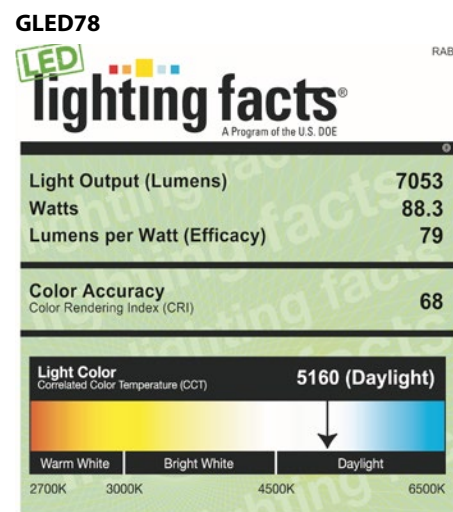 GLED78
RAB
LED
lighting facts®
A Program of the U.S. DOE
Light Output (Lumens) 7053
Watts 88.3
Lumens per Watt (Efficacy) 79
Color Accuracy
Color Rendering Index (CRI) 68
Light Color
Correlated Color Temperature (CCT) 5160 (Daylight)
Warm White Bright White Daylight
2700K 3000K 4500K 6500K